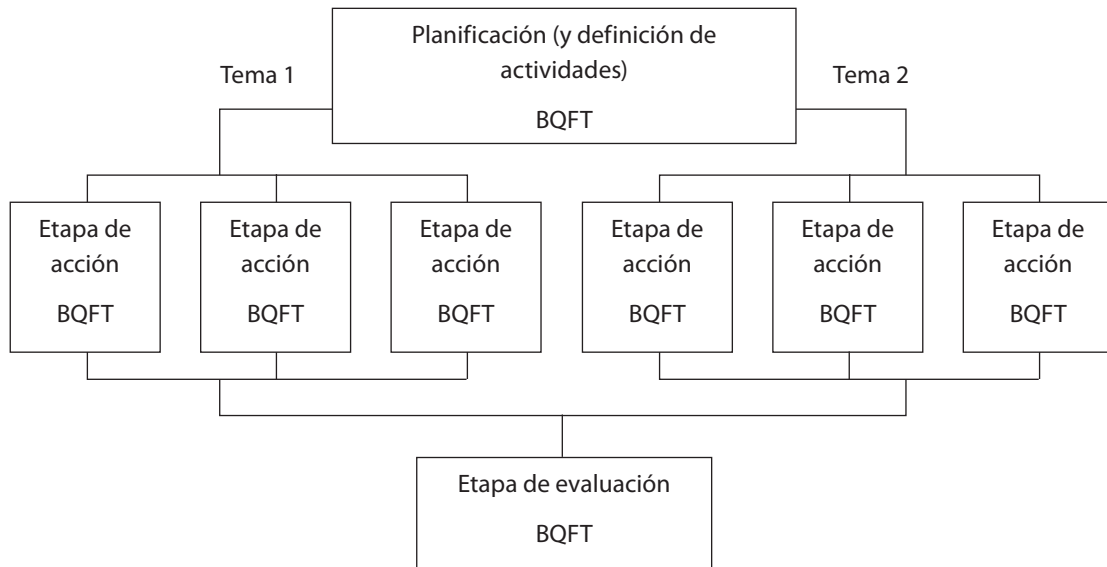 Planificación (y definición de
actividades)
BQFT
Tema 1
Tema 2
Etapa de
acción
BQFT
Etapa de
acción
BQFT
Etapa de
acción
BQFT
Etapa de
acción
BQFT
Etapa de
acción
BQFT
Etapa de
acción
BQFT
Etapa de evaluación
BQFT